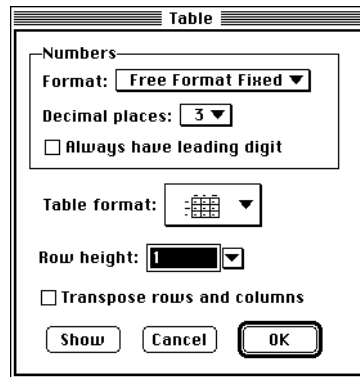 Table
Numbers
Format: Free Format Fixed
Decimal places: 3
Always have leading digit
Table format:
Row height: 1
Transpose rows and columns
Show Cancel OK